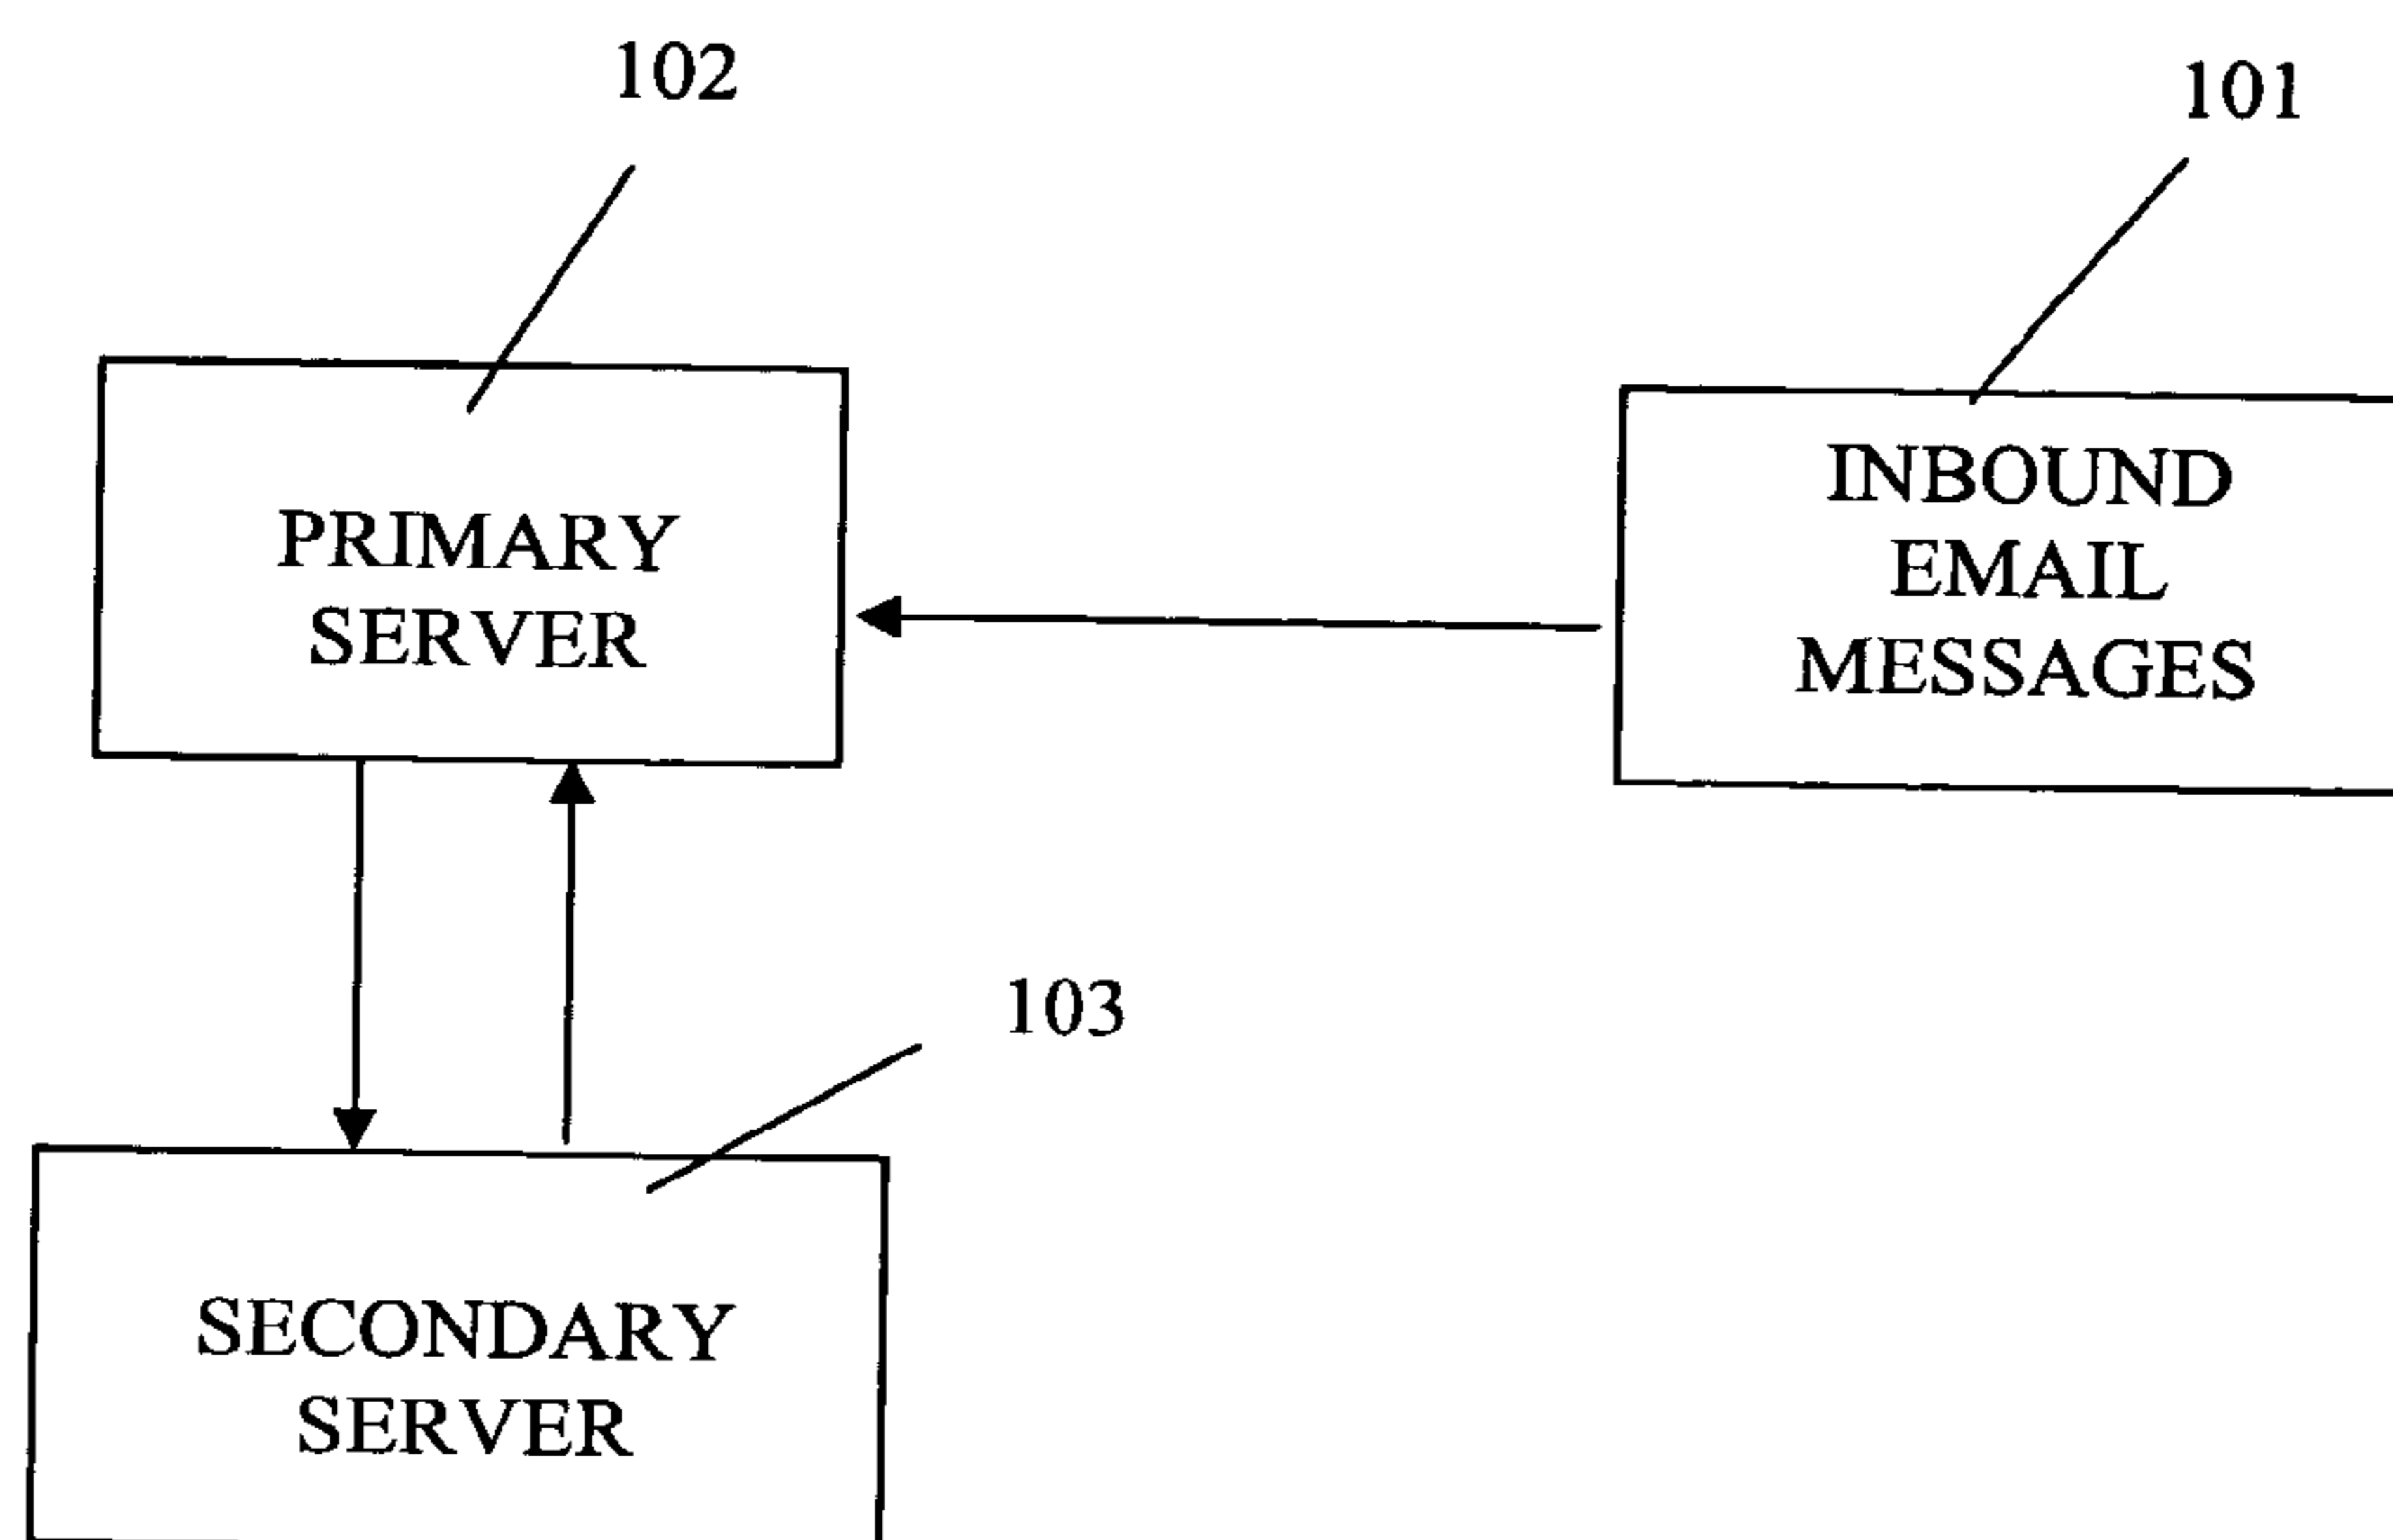 102
101
PRIMARY
SERVER
INBOUND
EMAIL
MESSAGES
103
SECONDARY
SERVER